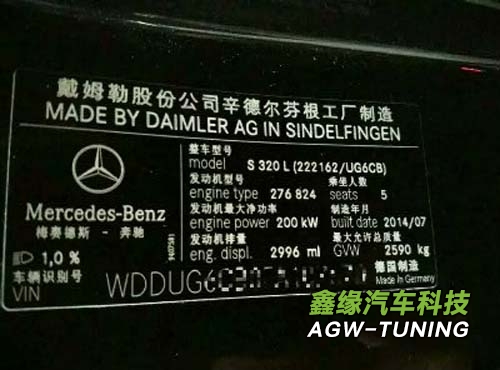 戴姆勒股份公司辛德尔芬根工厂制造
MADE BY DAIMLER AG IN SINDELFINGEN
整车型号
model S 320 L (222162/UG6CB)
发动机型号 乘坐人数
engine type 276 824 seats 5
发动机最大净功率 制造年月
engine power 200 kW built date 2014/07
发动机排量 最大允许总质量
eng. displ. 2996 ml GVW 2590 kg
Mercedes-Benz
梅赛德斯 - 奔驰
1,0 %
德国制造
Made in Germany
车辆识别号
VIN WDDUG6
鑫缘汽车科技
AGW-TUNING